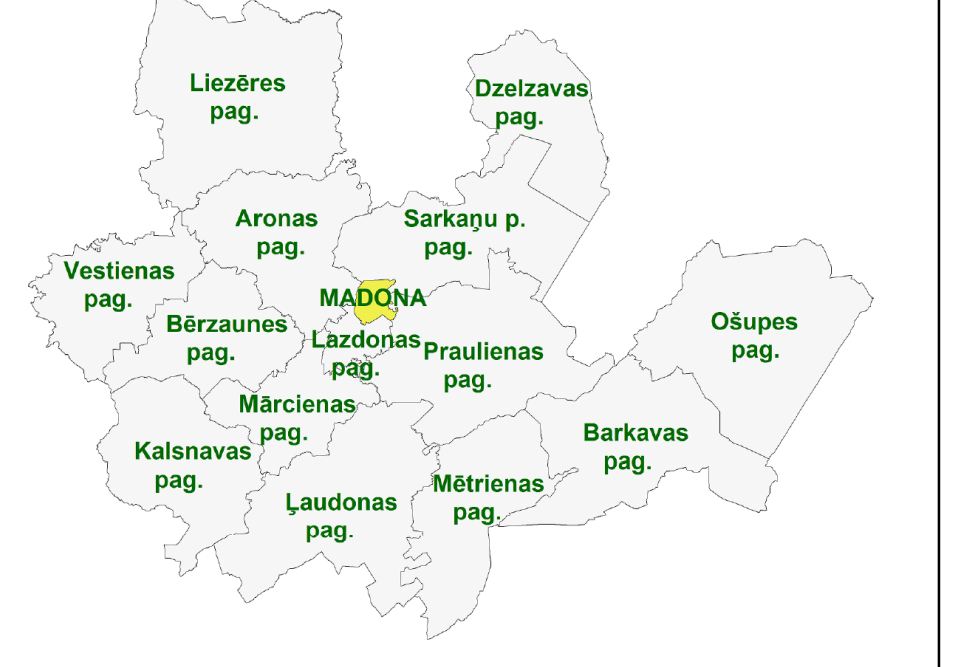 Liezēres
pag.
Dzelzavas
pag.
Aronas
pag.
Sarkaņu p.
pag.
Vestienas
pag.
MADONA
Bērzaunes
pag.
Lazdonas
pag.
Praulienas
pag.
Ošupes
pag.
Mārcienas
pag.
Barkavas
pag.
Kalsnavas
pag.
Ļaudonas
pag.
Mētrienas
pag.